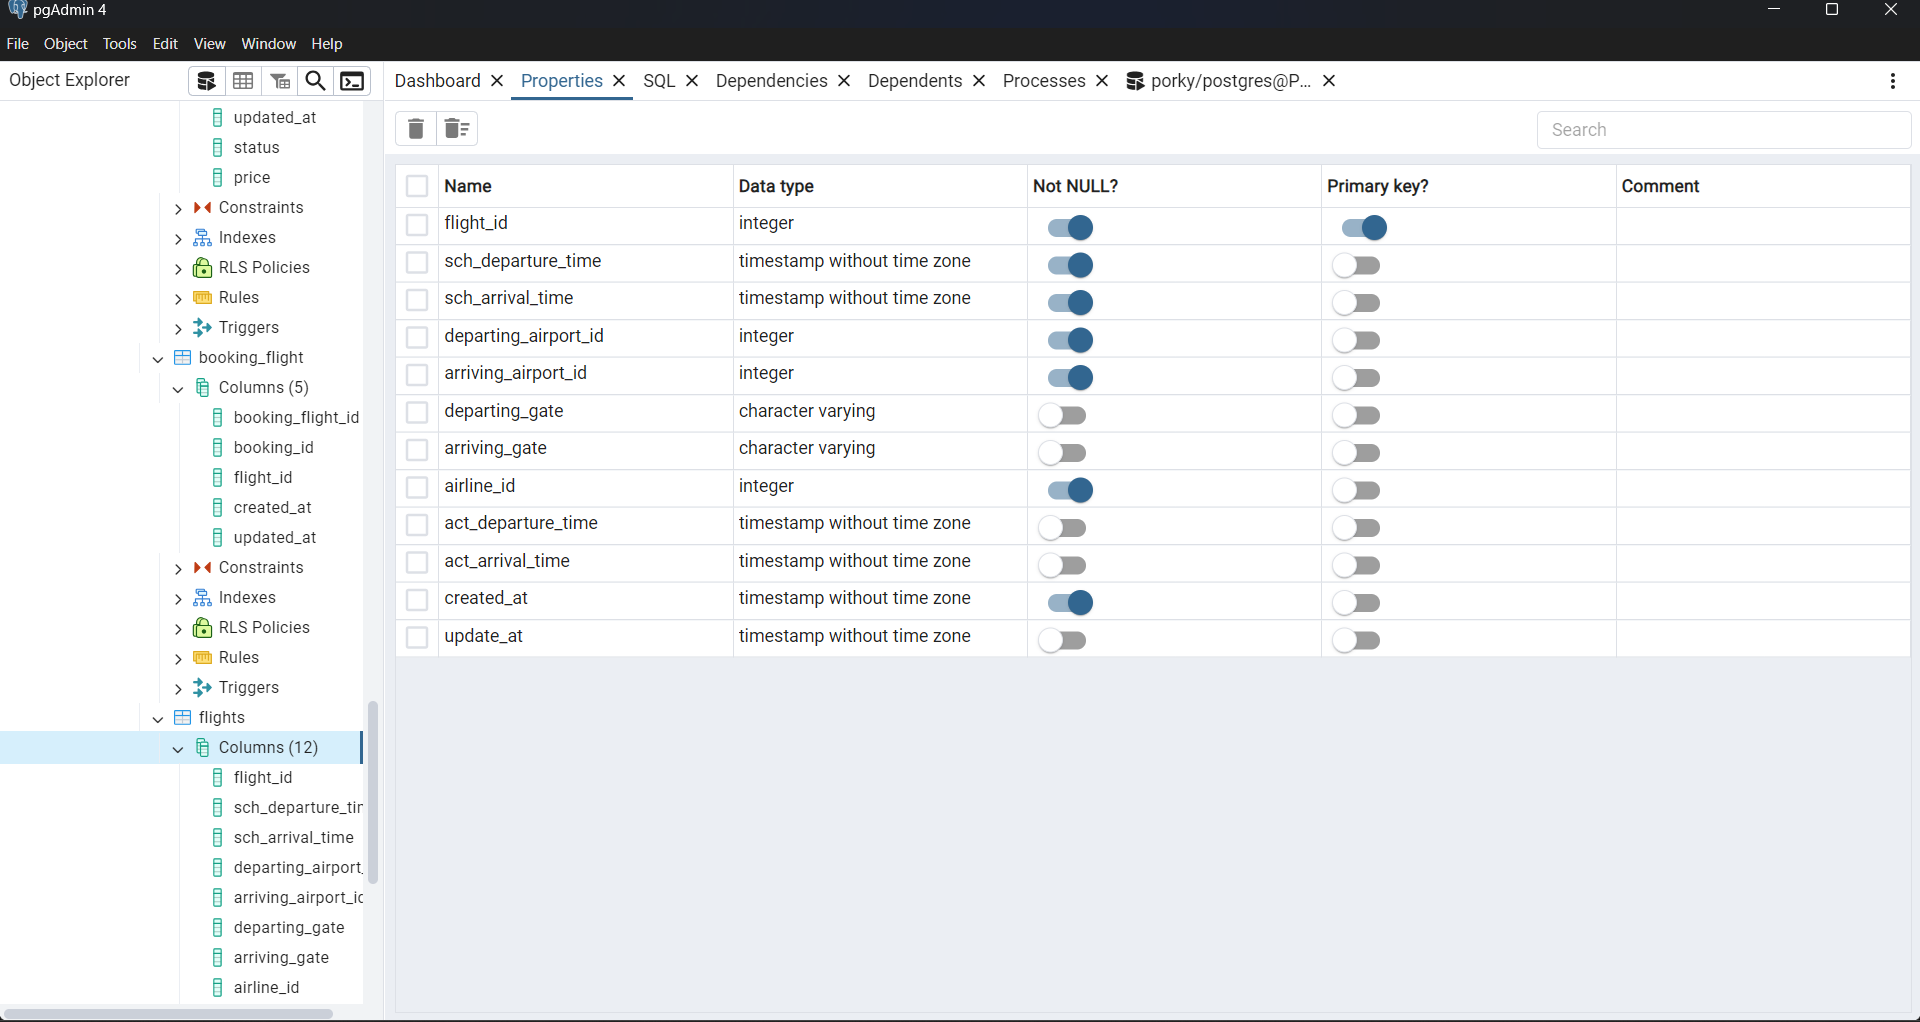 pgAdmin 4
File Object Tools Edit View Window Help
Object Explorer
Dashboard Properties SQL Dependencies Dependents Processes porky/postgres@P...
Search
updated_at
status
price
Constraints
Indexes
RLS Policies
Rules
Triggers
booking_flight
Columns (5)
booking_flight_id
booking_id
flight_id
created_at
updated_at
Constraints
Indexes
RLS Policies
Rules
Triggers
flights
Columns (12)
flight_id
sch_departure_tin
sch_arrival_time
departing_airport_
arriving_airport_id
departing_gate
arriving_gate
airline_id
Name Data type Not NULL? Primary key? Comment
flight_id integer
sch_departure_time timestamp without time zone
sch_arrival_time timestamp without time zone
departing_airport_id integer
arriving_airport_id integer
departing_gate character varying
arriving_gate character varying
airline_id integer
act_departure_time timestamp without time zone
act_arrival_time timestamp without time zone
created_at timestamp without time zone
update_at timestamp without time zone